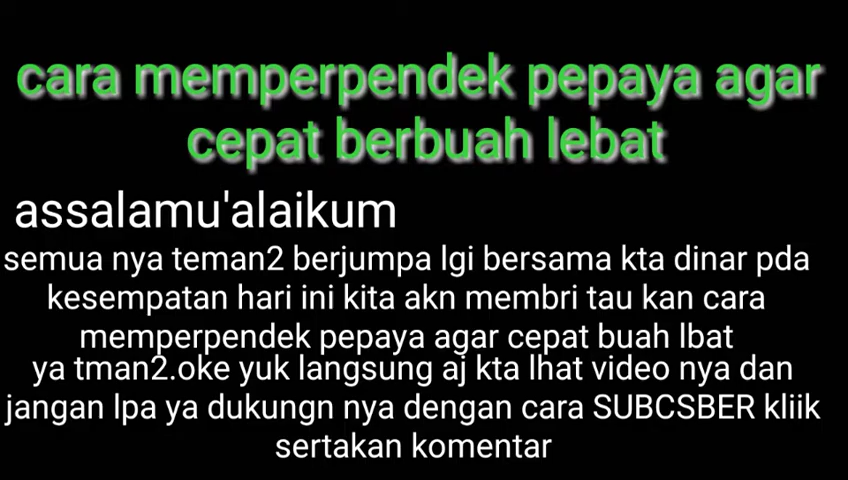 cara memperpendek pepaya agar
cepat berbuah lebat
assalamu'alaikum
semua nya teman2 berjumpa lgi bersama kta dinar pda
kesempatan hari ini kita akn membri tau kan cara
memperpendek pepaya agar cepat buah lbat
ya tman2.oke yuk langsung aj kta lhat video nya dan
jangan lpa ya dukungn nya dengan cara SUBCSBER kliik
sertakan komentar